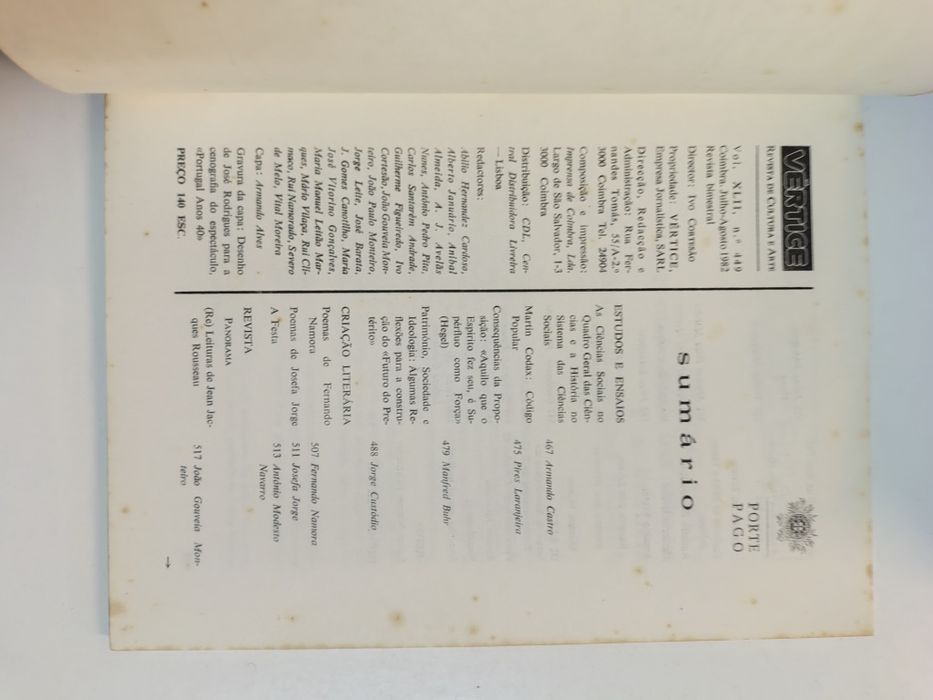 VÉRTICE
REVISTA DE CULTURA E ARTE
Vol. XLII, n.º 449
Coimbra, Julho-Agosto 1982
Revista bimestral
Director: IVO CORTESÃO
Propriedade: VÉRTICE,
Empresa Jornalística, SARL
Direcção, Redacção e
Administração: Rua Fer-
nandes Tomás, 55/A-2.º
3000 Coimbra Tel. 24904
Composição e impressão:
Imprensa de Coimbra, Lda.
Largo de São Salvador, 1-3
3000 Coimbra
Distribuição: CDL, Cen-
tral Distribuidora Livreira
— Lisboa
Redactores:
Abílio Hernandez Cardoso,
Alberto Januário, Aníbal
Almeida, A. J. Avelãs
Nunes, António Pedro Pita,
Carlos Santarém Andrade,
Guilherme Figueiredo, Ivo
Cortesão, João Gouveia Mon-
teiro, João Paulo Monteiro,
Jorge Leite, José Barata,
J. Gomes Canotilho, Maria
José Vitorino Gonçalves,
Maria Manuel Leitão Mar-
ques, Mário Vilaça, Rui Clí-
maco, Rui Namorado, Severo
de Melo, Vital Moreira
Capa: Armando Alves
Gravura da capa: Desenho
de José Rodrigues para a
cenografia do espectáculo,
«Portugal Anos 40»
PREÇO 140 ESC.
PORTE
PAGO
sumário
ESTUDOS E ENSAIOS
As Ciências Sociais no
Quadro Geral das Ciên-
cias e a História no
Sistema das Ciências
Sociais 467 Armando Castro
Martin Codax: Código
Popular 475 Pires Laranjeira
Consequências da Propo-
sição: «Aquilo que o
Espírito fez seu, é Su-
pérfluo como Força»
(Hegel) 479 Manfred Buhr
Património, Sociedade e
Ideologia: Algumas Re-
flexões para a constru-
ção do «Futuro do Pre-
térito» 488 Jorge Custódio
CRIAÇÃO LITERÁRIA
Poemas de Fernando
Namora 507 Fernando Namora
Poemas de Josefa Jorge 511 Josefa Jorge
A Festa 513 António Modesto
Navarro
REVISTA
PANORAMA
(Re) Leituras de Jean Jac-
ques Rousseau 517 João Gouveia Mon-
teiro
→